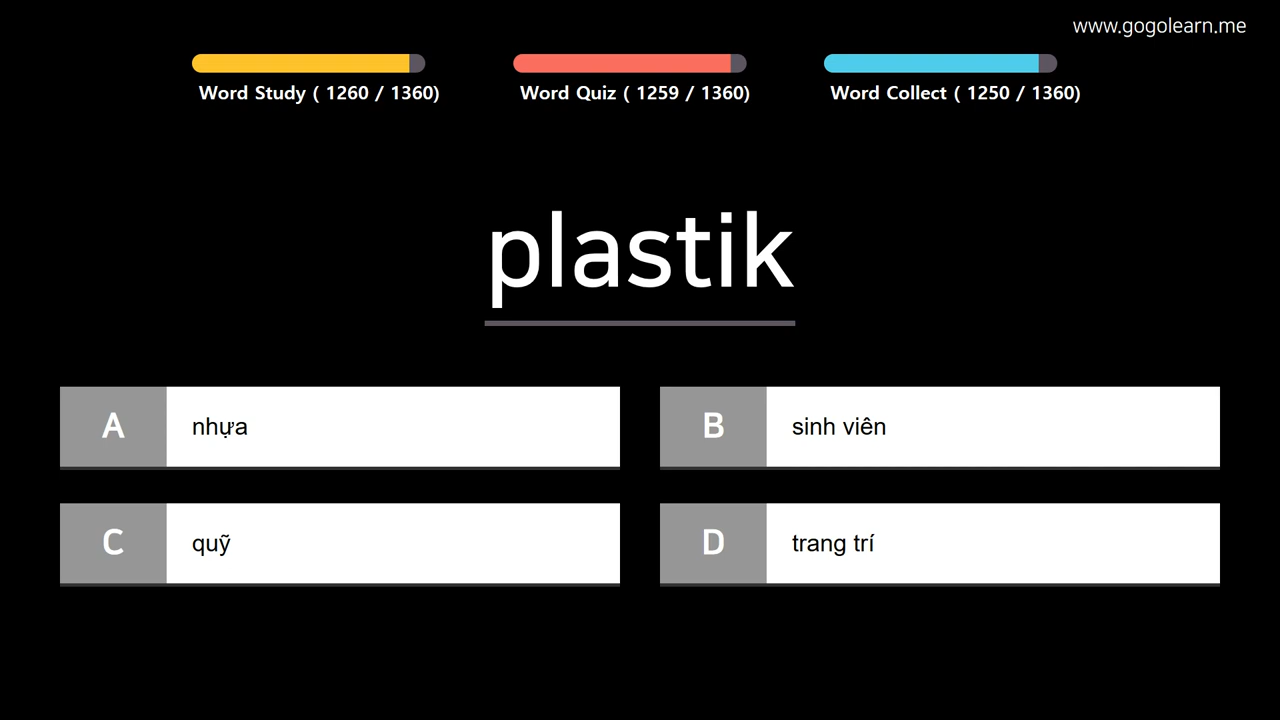 www.gogolearn.me
Word Study ( 1260 / 1360)
Word Quiz ( 1259 / 1360)
Word Collect ( 1250 / 1360)
plastik
A nhựa
B sinh viên
C quỹ
D trang trí